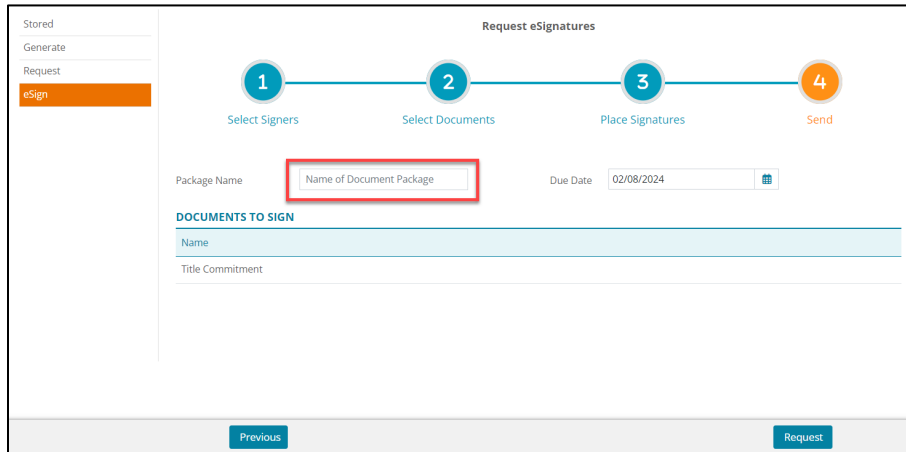 Stored
Generate
Request
eSign
Request eSignatures
1 2 3 4
Select Signers Select Documents Place Signatures Send
Package Name Name of Document Package Due Date 02/08/2024
DOCUMENTS TO SIGN
Name
Title Commitment
Previous Request